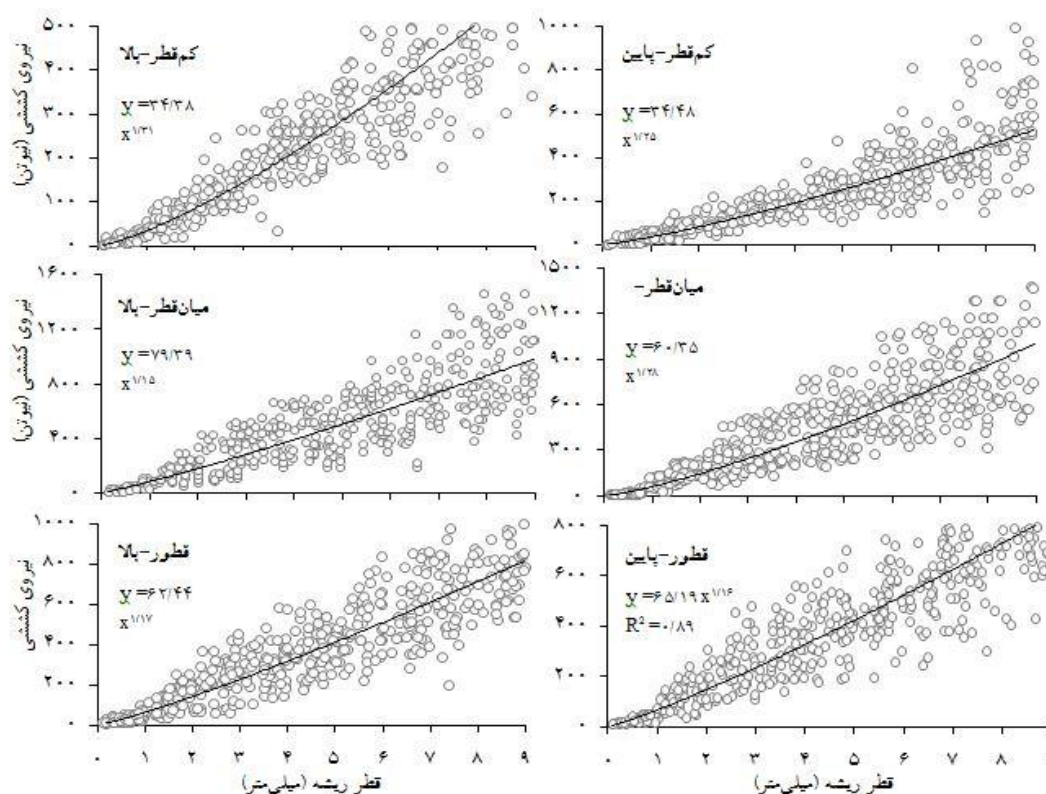 نیروی کششی (نیوتن)
۵۰۰
۴۰۰
۳۰۰
۲۰۰
۱۰۰
۰
کم‌قطر-بالا
y =۳۴/۳۸
x^۱/۳۱
۱۰۰۰
۸۰۰
۶۰۰
۴۰۰
۲۰۰
۰
کم‌قطر-پایین
y =۳۴/۴۸
x^۱/۲۵
نیروی کششی (نیوتن)
۱۶۰۰
۱۲۰۰
۸۰۰
۴۰۰
۰
میان‌قطر-بالا
y =۷۹/۳۹
x^۱/۱۵
۱۵۰۰
۱۲۰۰
۹۰۰
۶۰۰
۳۰۰
۰
میان‌قطر-
y =۶۰/۳۵
x^۱/۲۸
نیروی کششی
۱۰۰۰
۸۰۰
۶۰۰
۴۰۰
۲۰۰
۰
قطور-بالا
y =۶۲/۴۴
x^۱/۱۷
۰ ۱ ۲ ۳ ۴ ۵ ۶ ۷ ۸ ۹
قطر ریشه (میلی‌متر)
۸۰۰
۶۰۰
۴۰۰
۲۰۰
۰
قطور-پایین
y =۶۵/۱۹ x^۱/۱۶
R² =۰/۸۹
۰ ۱ ۲ ۳ ۴ ۵ ۶ ۷ ۸ ۹
قطر ریشه (میلی‌متر)